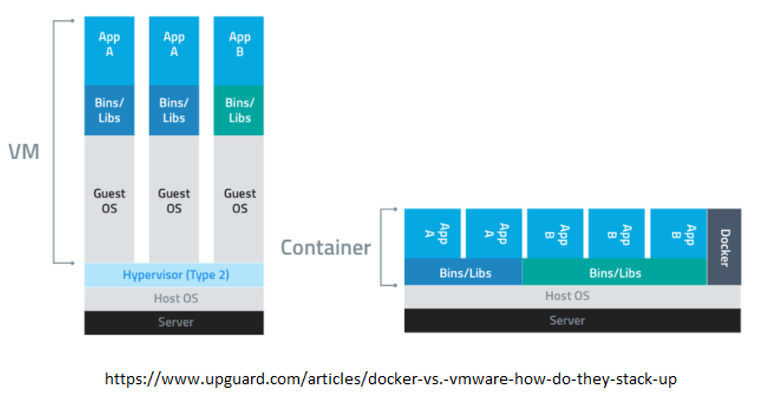 VM
App
A
App
A
App
B
Bins/
Libs
Bins/
Libs
Bins/
Libs
Guest
OS
Guest
OS
Guest
OS
Hypervisor (Type 2)
Host OS
Server
Container
App
A
App
A
App
B
App
B
App
B
Docker
Bins/Libs
Bins/Libs
Host OS
Server
https://www.upguard.com/articles/docker-vs.-vmware-how-do-they-stack-up